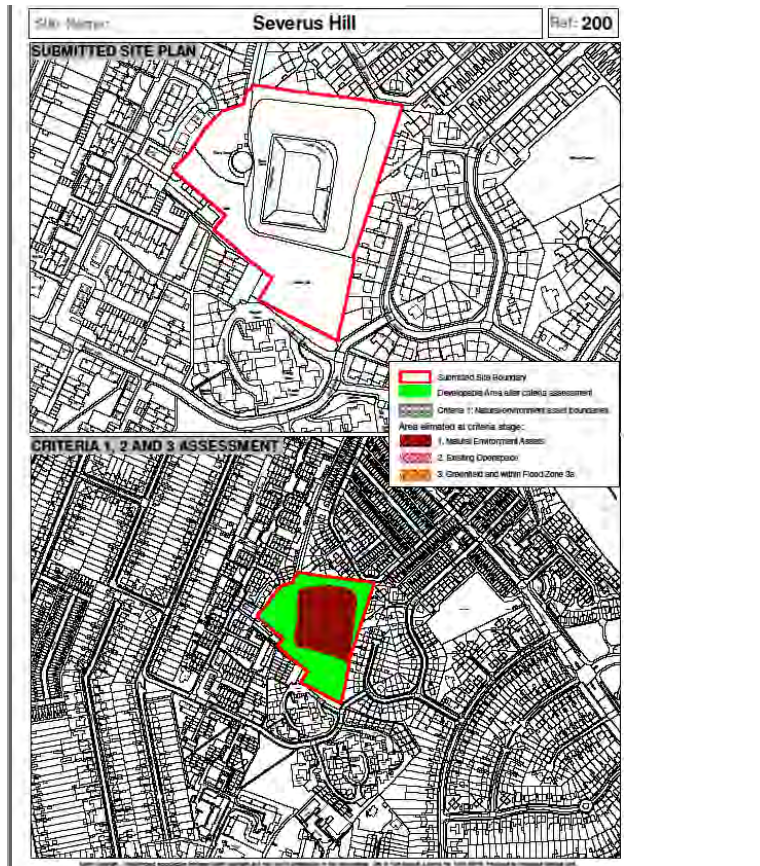 Site Name: Severus Hill Ref: 200
SUBMITTED SITE PLAN
Submitted Site Boundary
Developable Area after criteria assessment
Criteria 1: Natural environment asset boundaries
Area elimated at criteria stage:
1. Natural Environment Assets
2. Existing Openspace
3. Greenfield and within Flood Zone 3a
CRITERIA 1, 2 AND 3 ASSESSMENT